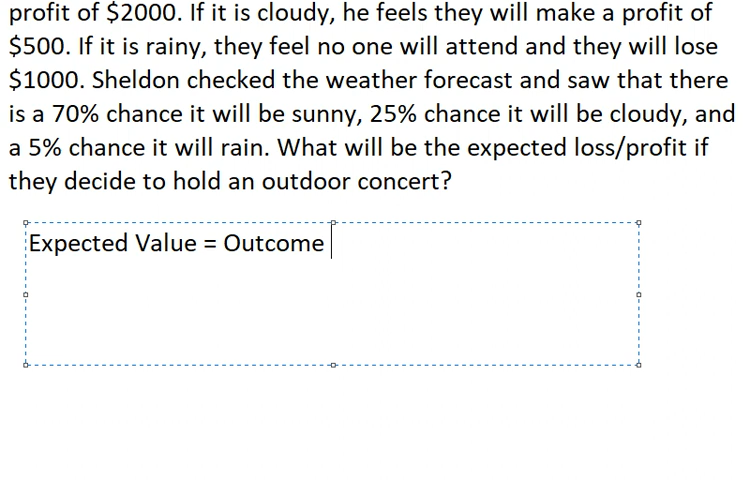 profit of $2000. If it is cloudy, he feels they will make a profit of
$500. If it is rainy, they feel no one will attend and they will lose
$1000. Sheldon checked the weather forecast and saw that there
is a 70% chance it will be sunny, 25% chance it will be cloudy, and
a 5% chance it will rain. What will be the expected loss/profit if
they decide to hold an outdoor concert?
Expected Value = Outcome